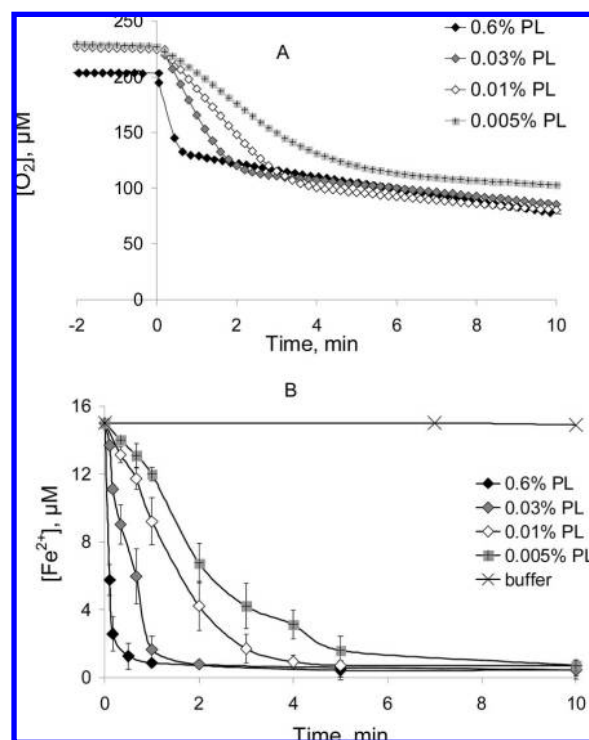 250
A
0.6% PL
0.03% PL
0.01% PL
0.005% PL
200
150
100
50
0
[O₂], μM
-2 0 2 4 6 8 10
Time, min
B
16
12
8
4
0
[Fe²⁺], μM
0.6% PL
0.03% PL
0.01% PL
0.005% PL
buffer
0 2 4 6 8 10
Time, min